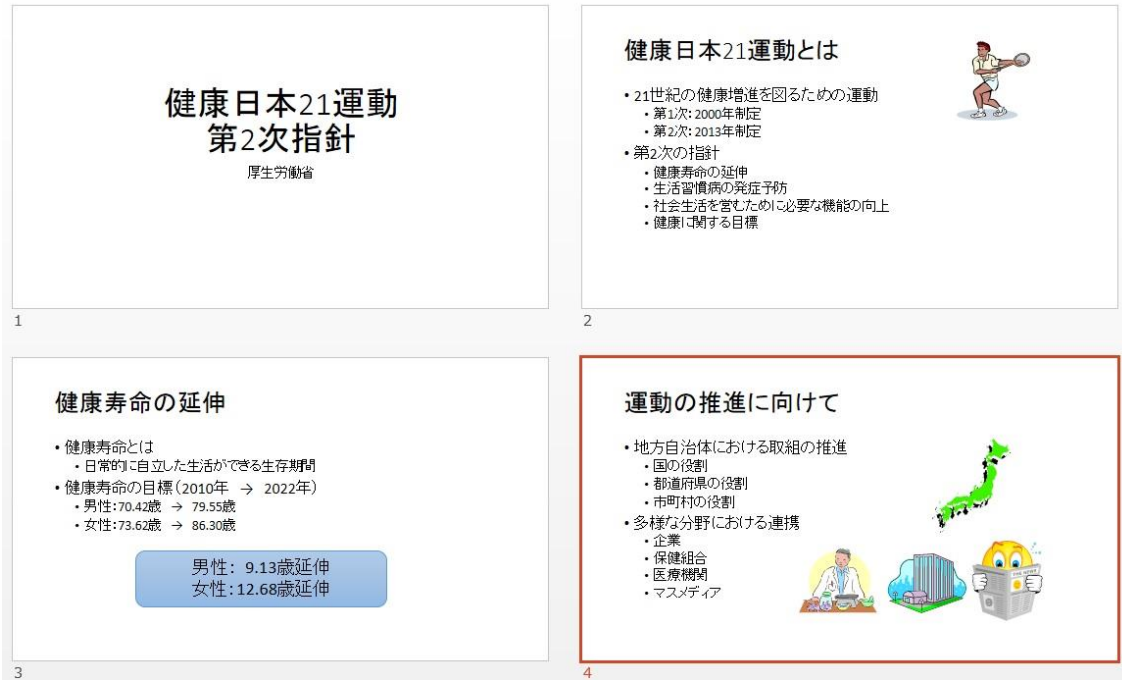 健康日本21運動
第2次指針
厚生労働省
1
健康日本21運動とは
・21世紀の健康増進を図るための運動
・第1次：2000年制定
・第2次：2013年制定
・第2次の指針
・健康寿命の延伸
・生活習慣病の発症予防
・社会生活を営むために必要な機能の向上
・健康に関する目標
2
健康寿命の延伸
・健康寿命とは
・日常的に自立した生活ができる生存期間
・健康寿命の目標（2010年 → 2022年）
・男性：70.42歳 → 79.55歳
・女性：73.62歳 → 86.30歳
男性： 9.13歳延伸
女性：12.68歳延伸
3
運動の推進に向けて
・地方自治体における取組の推進
・国の役割
・都道府県の役割
・市町村の役割
・多様な分野における連携
・企業
・保健組合
・医療機関
・マスメディア
4